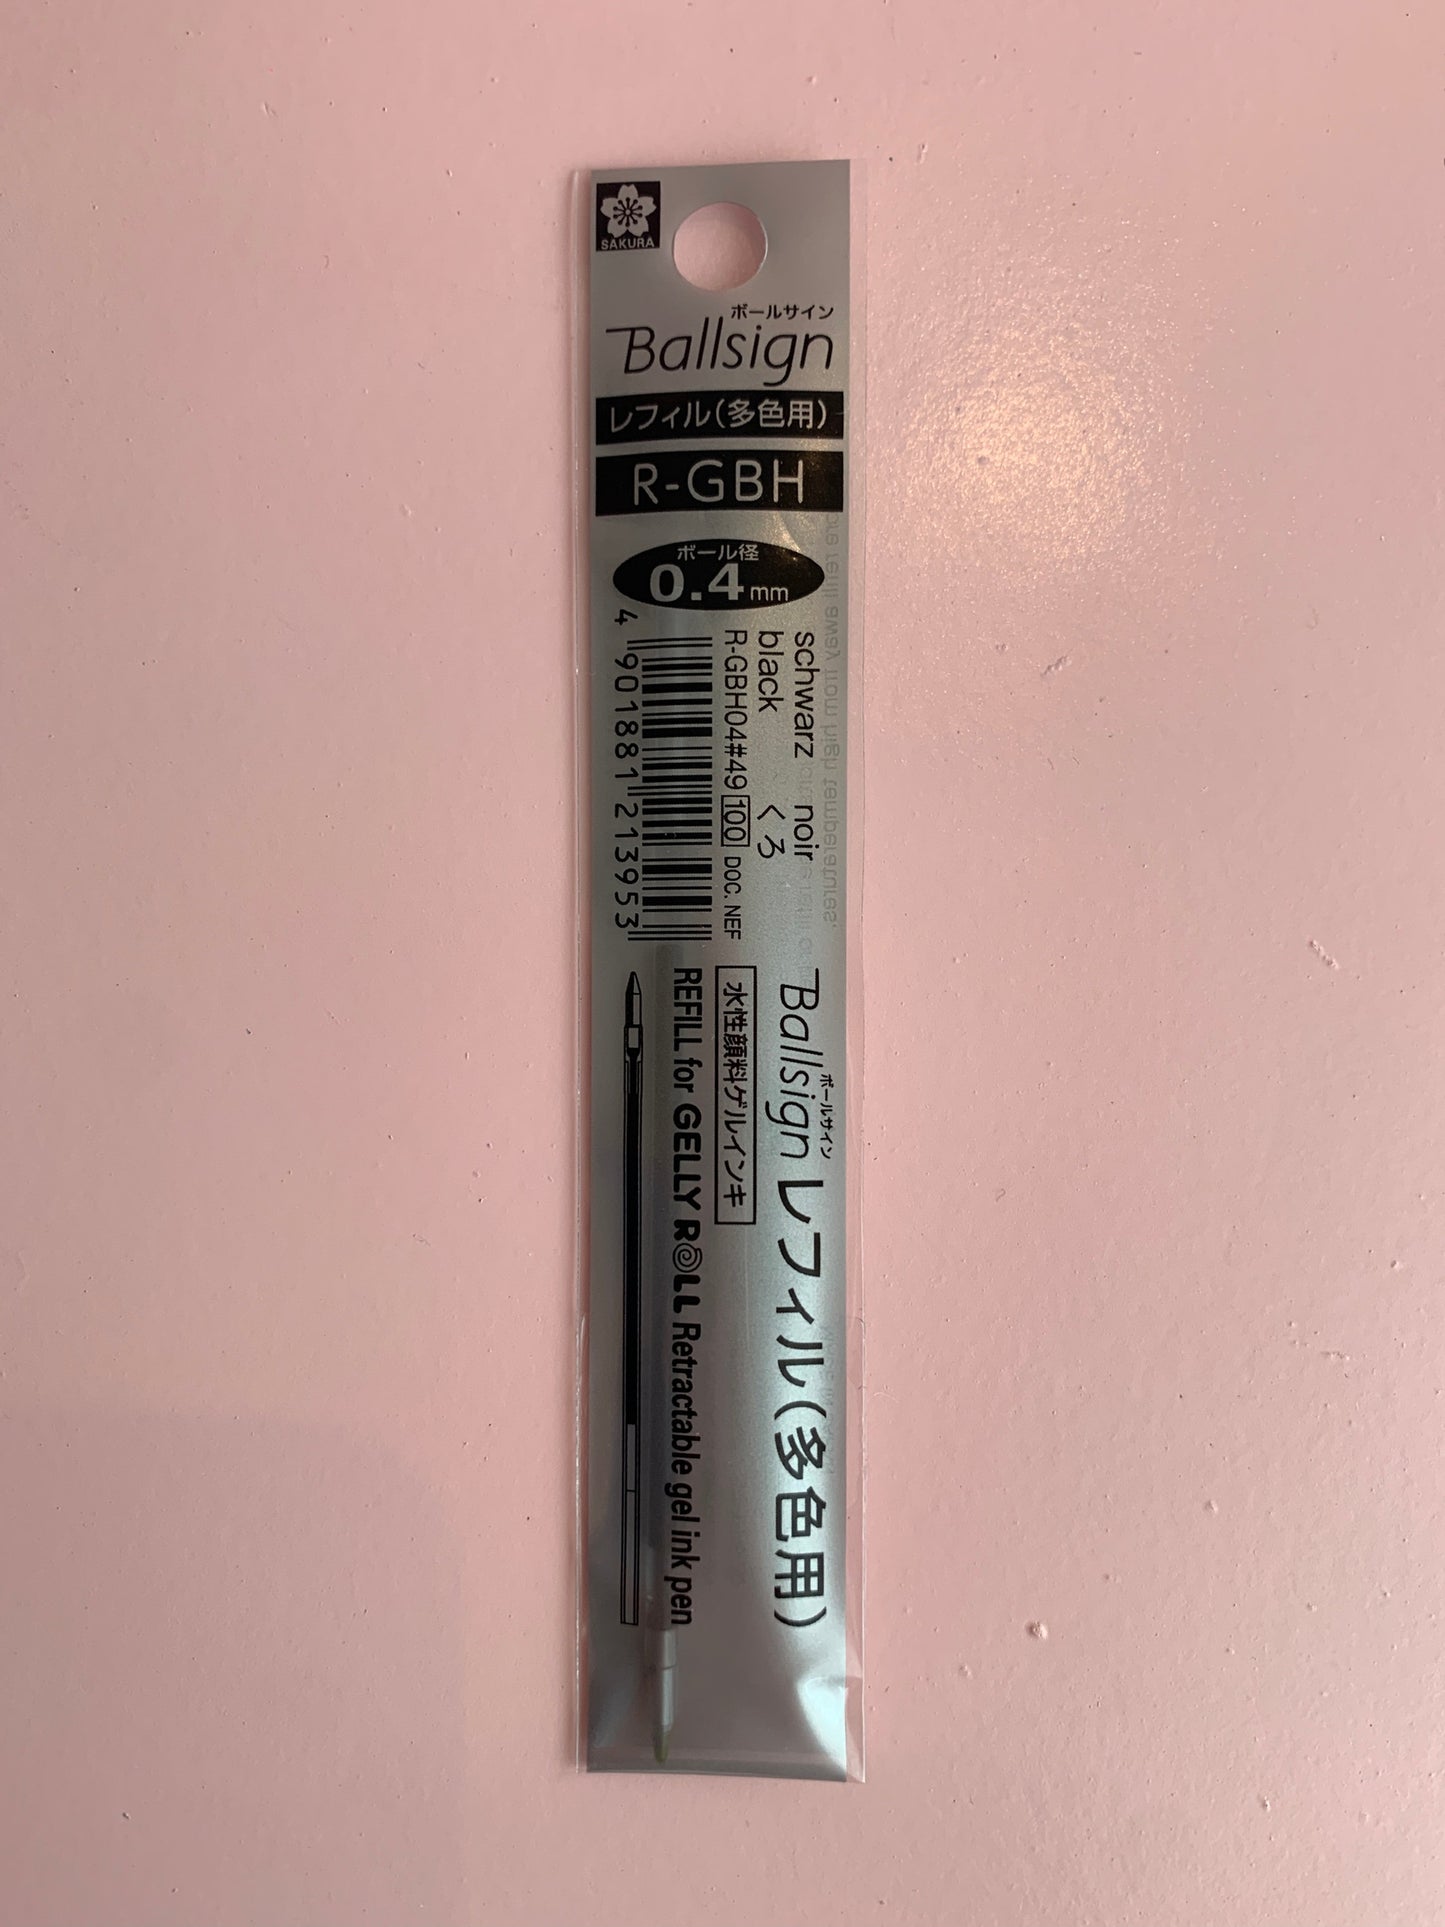 SAKURA
ボールサイン
Ballsign
レフィル(多色用)
R-GBH
ボール径
0.4mm
schwarz noir
black くろ
R-GBH04#49 100 DOC. NEF
4 901881 213953
ボールサイン
Ballsign レフィル(多色用)
水性顔料ゲルインキ
REFILL for GELLY ROLL Retractable gel ink pen